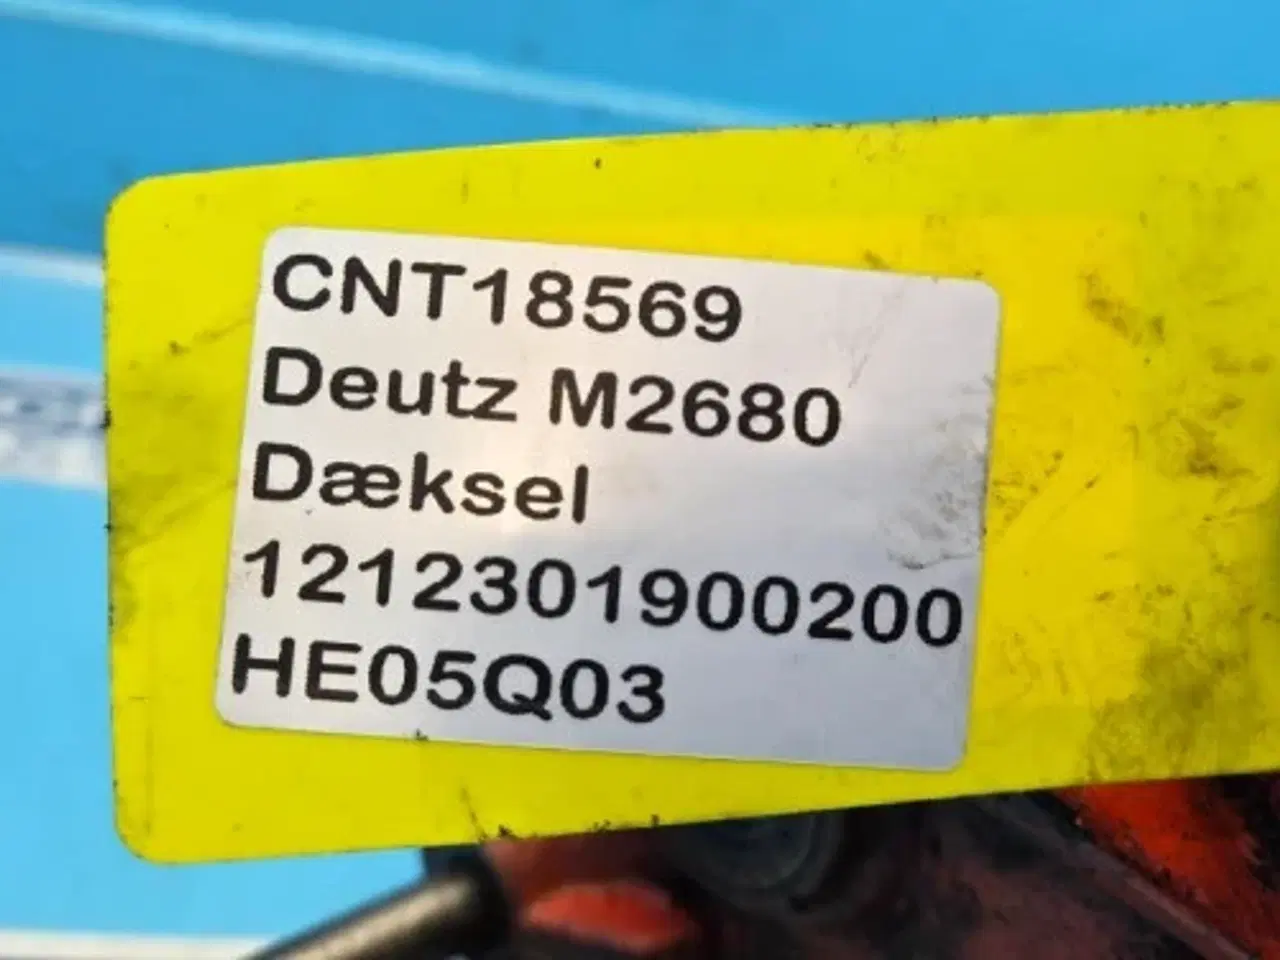 CNT18569
Deutz M2680
Dæksel
1212301900200
HE05Q03